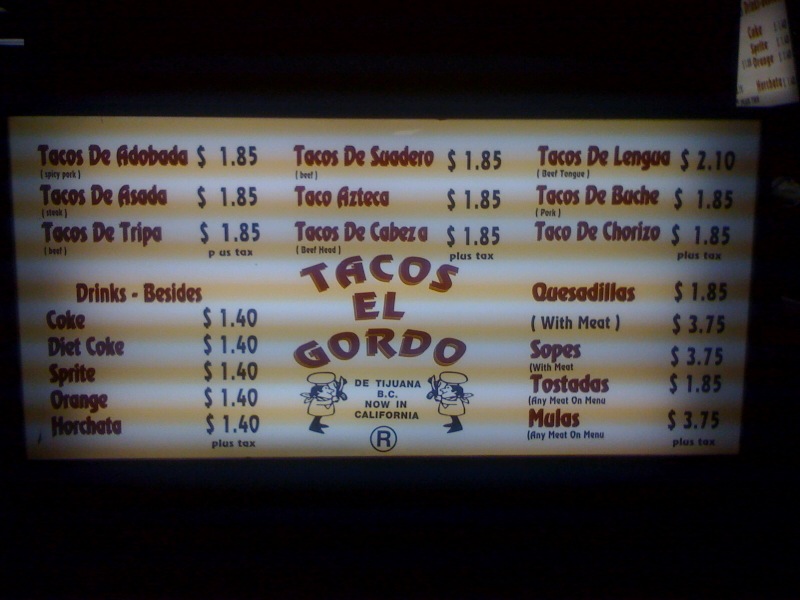 Tacos De Adobada $ 1.85
( spicy pork )
Tacos De Asada $ 1.85
( steak )
Tacos De Tripa $ 1.85
( beef )
p us tax
Tacos De Suadero $ 1.85
( beef )
Taco Azteca $ 1.85
Tacos De Cabeza $ 1.85
( Beef Head )
plus tax
Tacos De Lengua $ 2.10
( Beef Tongue )
Tacos De Buche $ 1.85
( Pork )
Taco De Chorizo $ 1.85
plus tax
Drinks - Besides
Coke $ 1.40
Diet Coke $ 1.40
Sprite $ 1.40
Orange $ 1.40
Horchata $ 1.40
plus tax
TACOS
EL
GORDO
DE TIJUANA
B.C.
NOW IN
CALIFORNIA
R
Quesadillas $ 1.85
( With Meat ) $ 3.75
Sopes $ 3.75
(With Meat
Tostadas $ 1.85
(Any Meat On Menu
Mulas $ 3.75
(Any Meat On Menu
plus tax
Coke
Sprite
Orange
Horchata